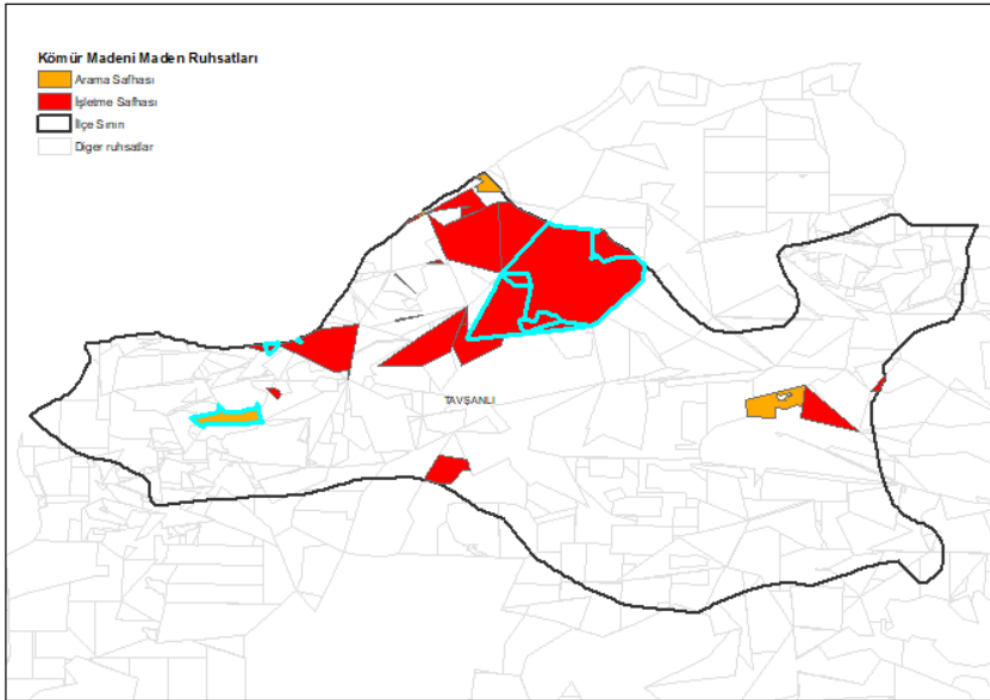 Kömür Madeni Maden Ruhsatları
Arama Safhası
İşletme Safhası
İlçe Sınırı
Diger ruhsatlar
TAVŞANLI